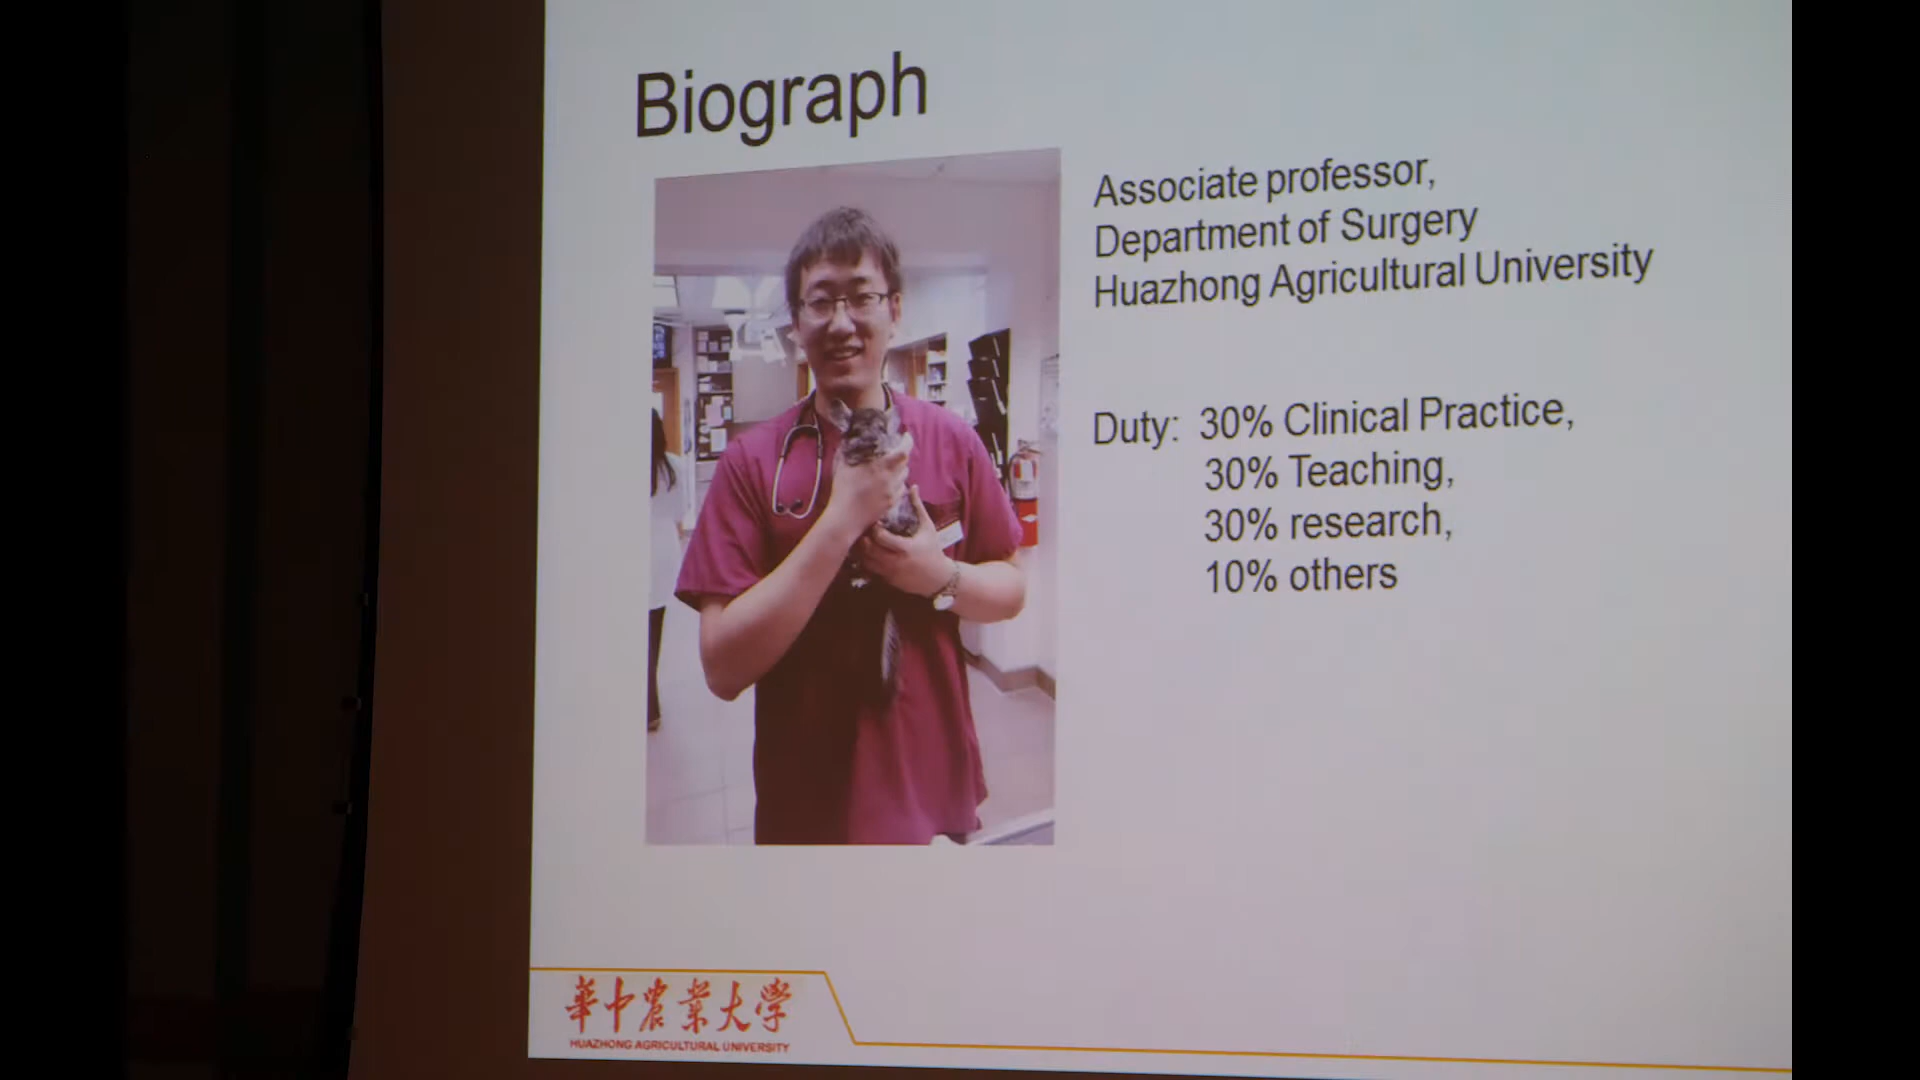 Biograph
Associate professor,
Department of Surgery
Huazhong Agricultural University
Duty: 30% Clinical Practice,
30% Teaching,
30% research,
10% others
華中農業大学
HUAZHONG AGRICULTURAL UNIVERSITY